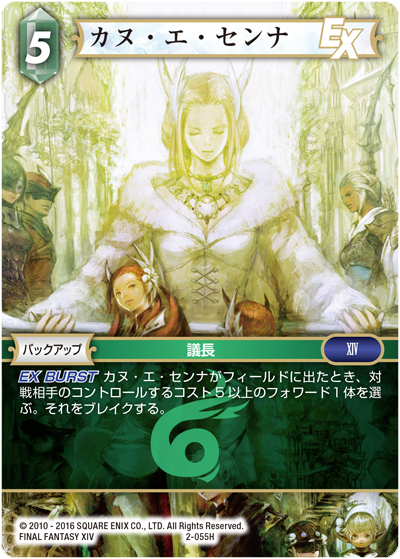 5
カヌ・エ・センナ
EX
バックアップ
議長
XIV
EX BURST カヌ・エ・センナがフィールドに出たとき、対
戦相手のコントロールするコスト５以上のフォワード１体を選
ぶ。それをブレイクする。
© 2010 - 2016 SQUARE ENIX CO., LTD. All Rights Reserved.
FINAL FANTASY XIV
2-055H